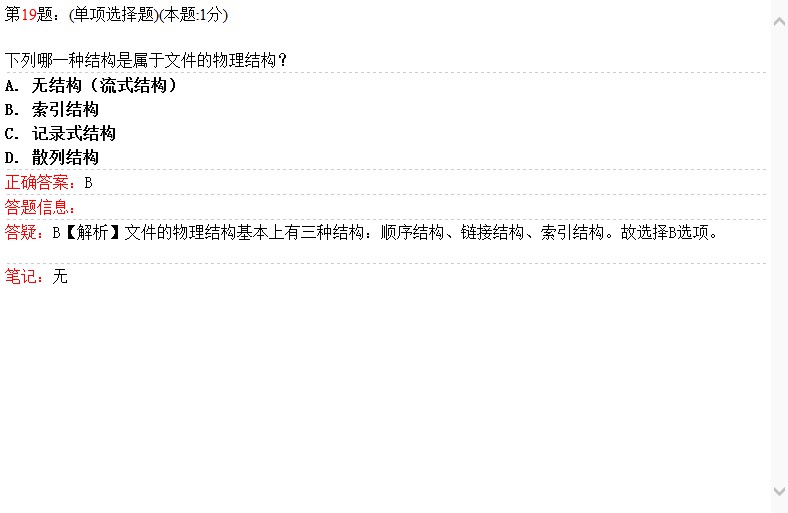 第19题：(单项选择题)(本题:1分)
下列哪一种结构是属于文件的物理结构？
A. 无结构（流式结构）
B. 索引结构
C. 记录式结构
D. 散列结构
正确答案：B
答题信息：
答疑：B【解析】文件的物理结构基本上有三种结构：顺序结构、链接结构、索引结构。故选择B选项。
笔记：无